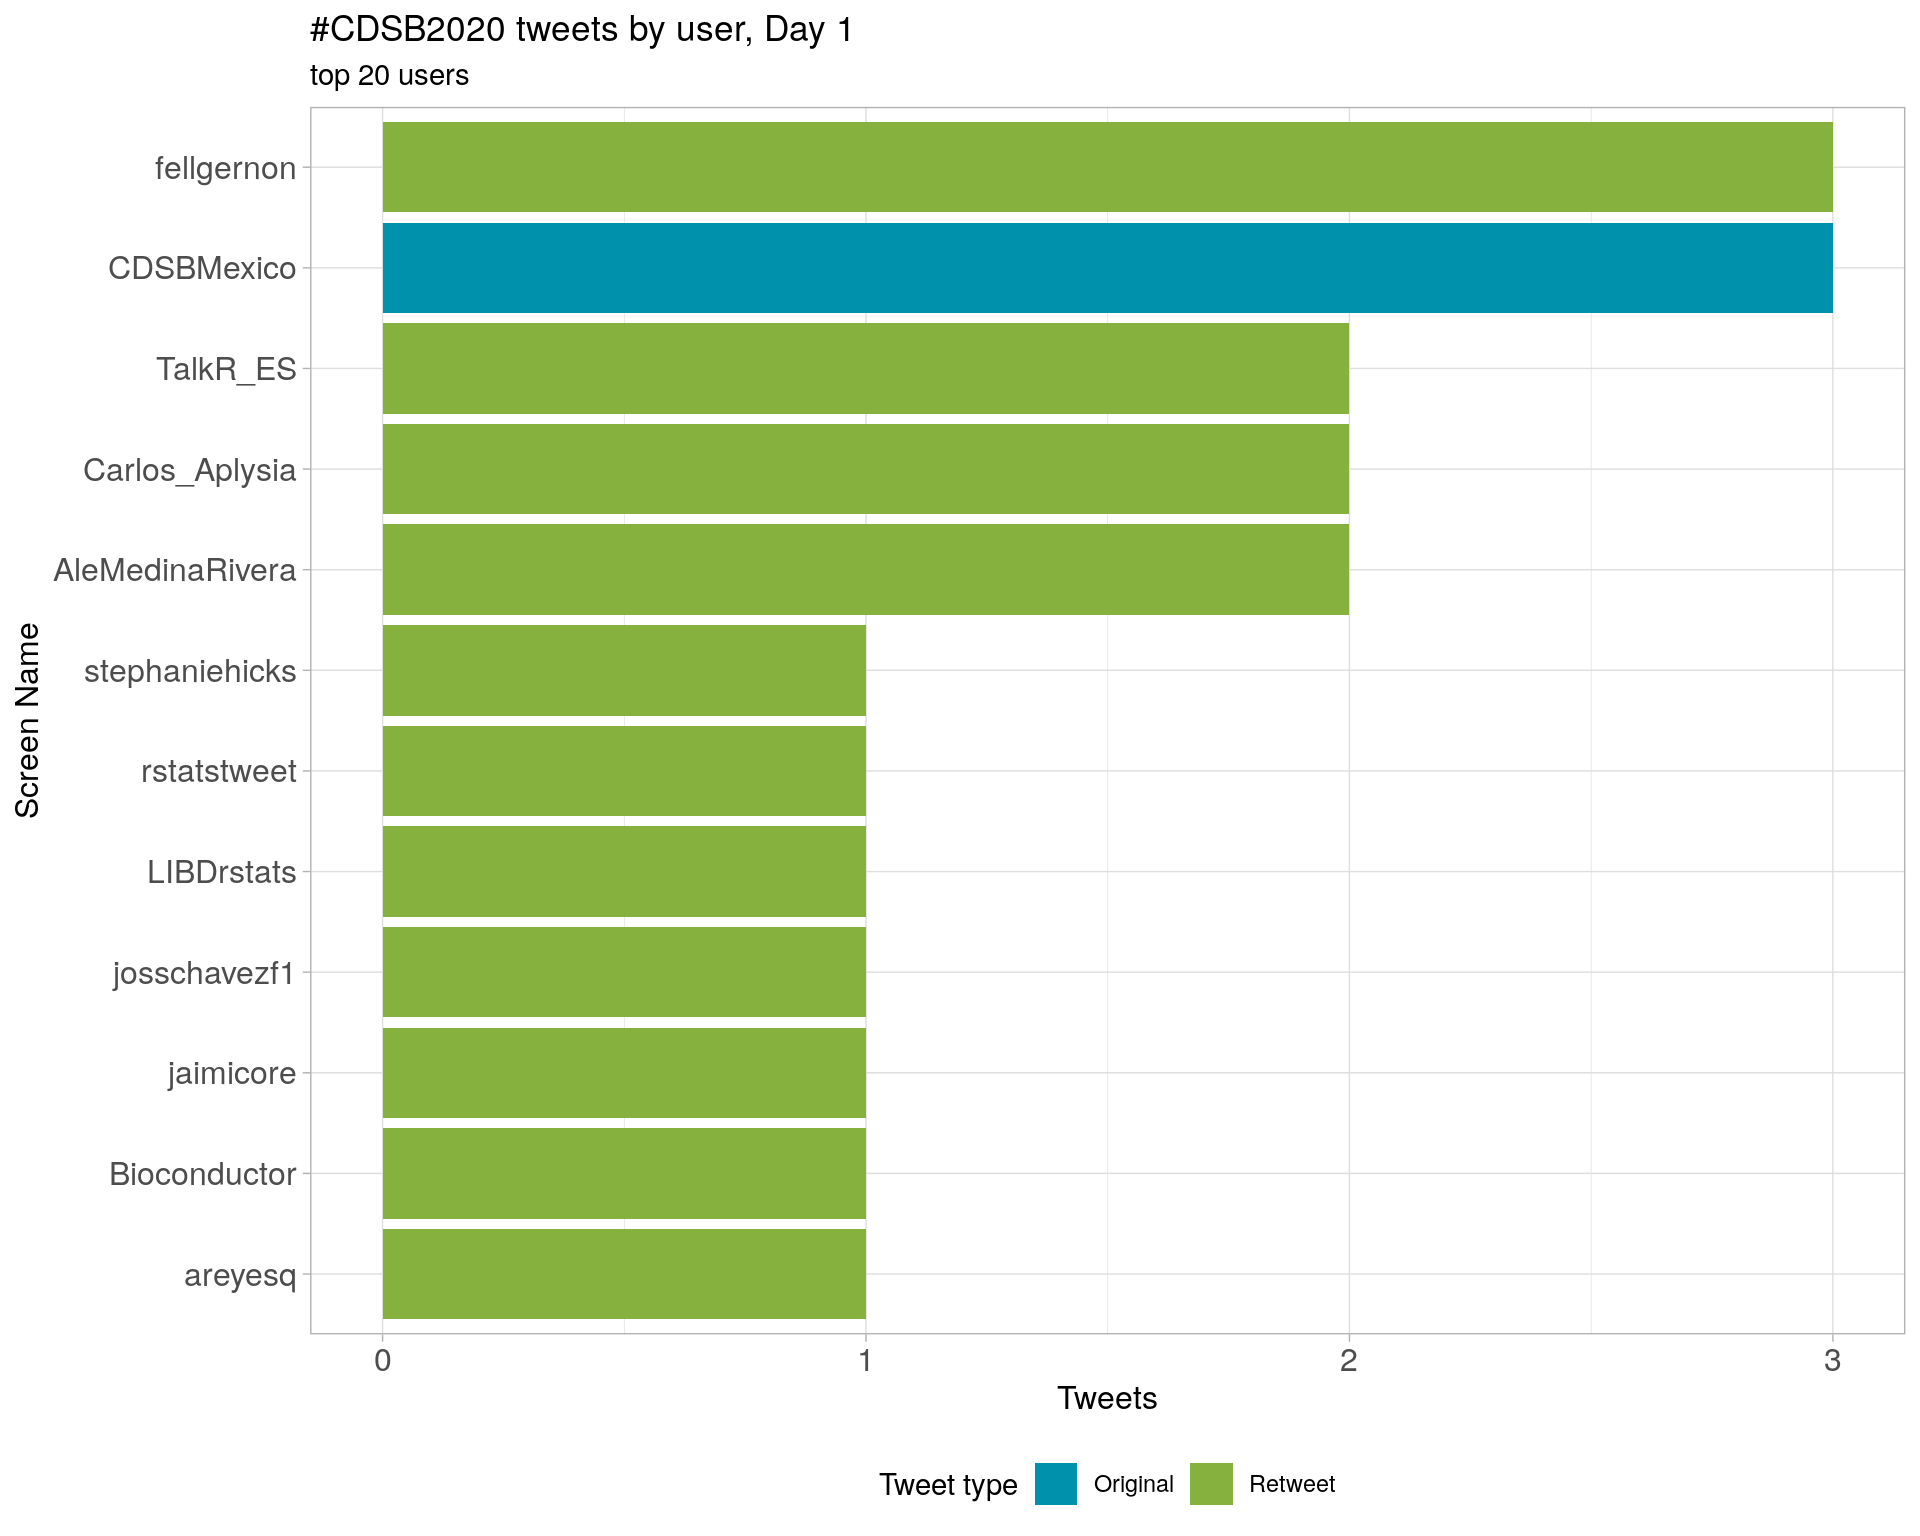 #CDSB2020 tweets by user, Day 1
top 20 users
Screen Name
fellgernon
CDSBMexico
TalkR_ES
Carlos_Aplysia
AleMedinaRivera
stephaniehicks
rstatstweet
LIBDrstats
josschavezf1
jaimicore
Bioconductor
areyesq
0 1 2 3
Tweets
Tweet type Original Retweet